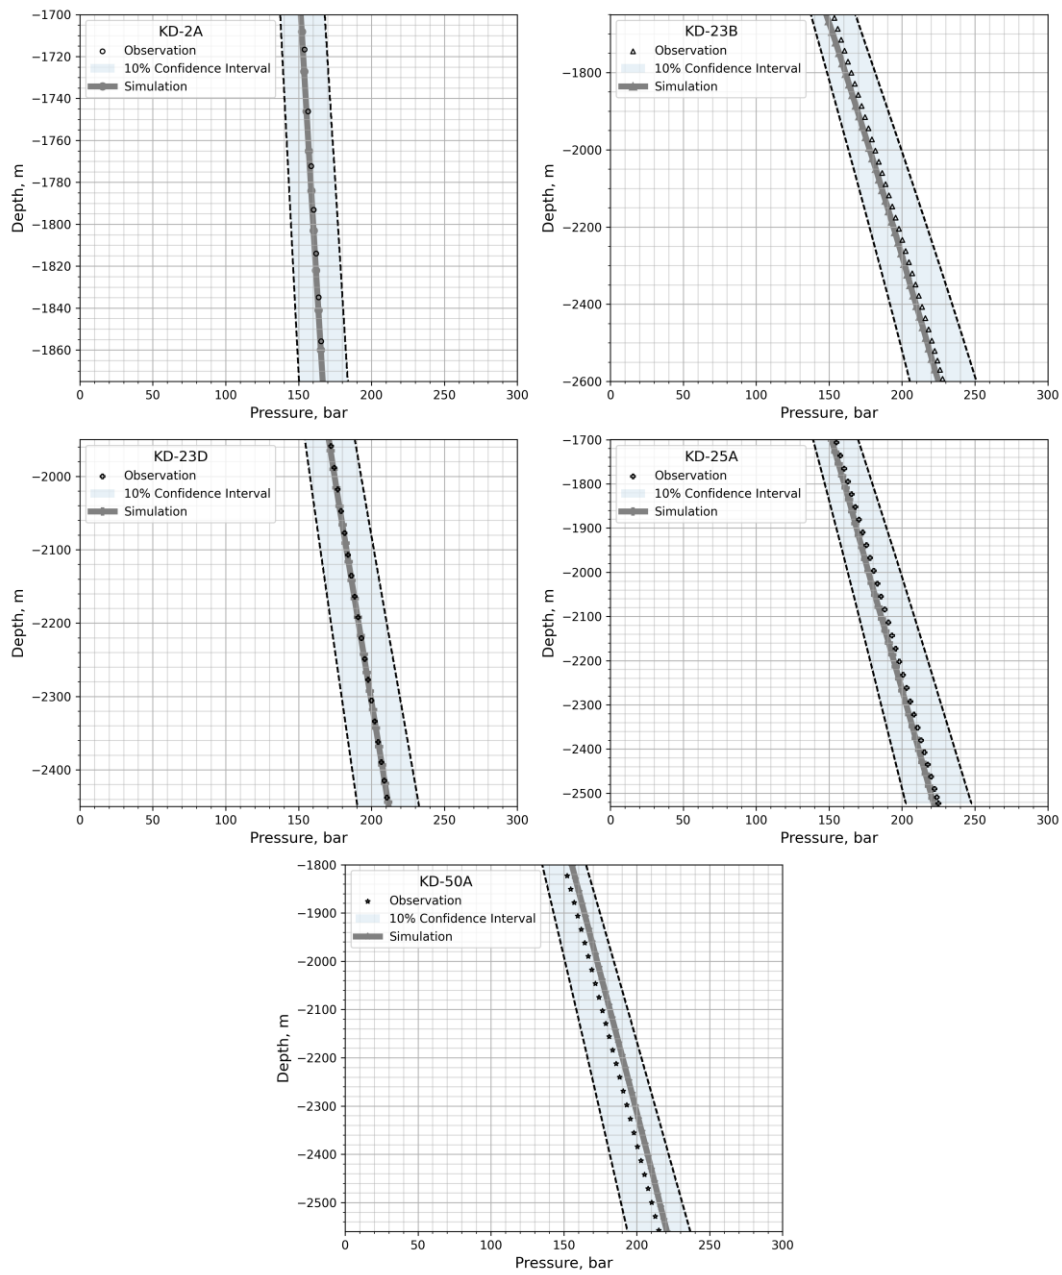 KD-2A
Observation
10% Confidence Interval
Simulation
−1700
−1720
−1740
−1760
−1780
−1800
−1820
−1840
−1860
Depth, m
0 50 100 150 200 250 300
Pressure, bar
KD-23B
Observation
10% Confidence Interval
Simulation
−1800
−2000
−2200
−2400
−2600
Depth, m
0 50 100 150 200 250 300
Pressure, bar
KD-23D
Observation
10% Confidence Interval
Simulation
−2000
−2100
−2200
−2300
−2400
Depth, m
0 50 100 150 200 250 300
Pressure, bar
KD-25A
Observation
10% Confidence Interval
Simulation
−1700
−1800
−1900
−2000
−2100
−2200
−2300
−2400
−2500
Depth, m
0 50 100 150 200 250 300
Pressure, bar
KD-50A
Observation
10% Confidence Interval
Simulation
−1800
−1900
−2000
−2100
−2200
−2300
−2400
−2500
Depth, m
0 50 100 150 200 250 300
Pressure, bar